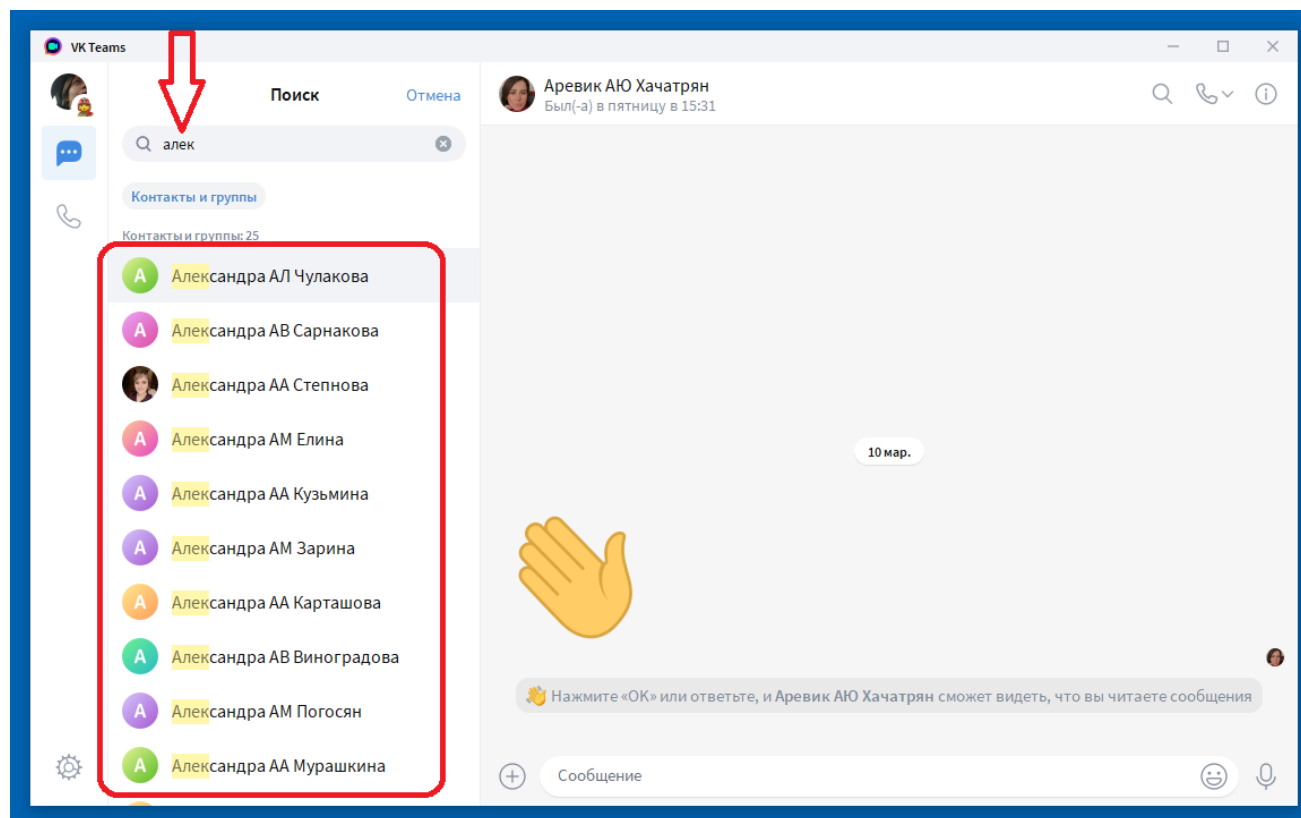 VK Teams
Поиск
Отмена
алек
Контакты и группы
Контакты и группы: 25
А Александра АЛ Чулакова
А Александра АВ Сарнакова
Александра АА Степнова
А Александра АМ Елина
А Александра АА Кузьмина
А Александра АМ Зарина
А Александра АА Карташова
А Александра АВ Виноградова
А Александра АМ Погосян
А Александра АА Мурашкина
Аревик АЮ Хачатрян
Был(-а) в пятницу в 15:31
10 мар.
Нажмите «ОК» или ответьте, и Аревик АЮ Хачатрян сможет видеть, что вы читаете сообщения
Сообщение